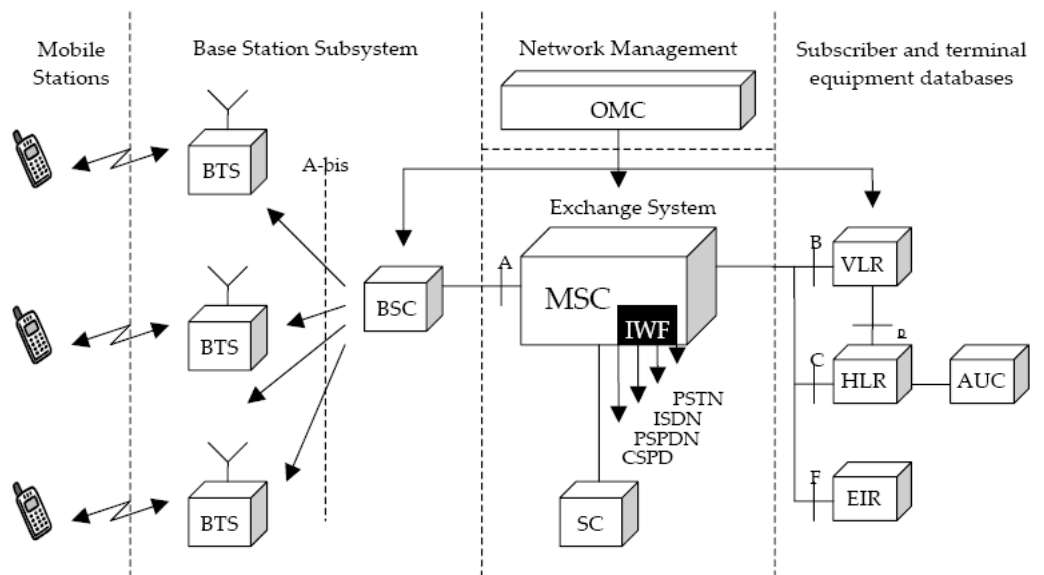 Mobile
Stations
Base Station Subsystem
Network Management
Subscriber and terminal
equipment databases
OMC
BTS
A-bis
Exchange System
B
VLR
A
MSC
BSC
IWF
BTS
C
HLR
AUC
PSTN
ISDN
PSPDN
CSPD
F
EIR
SC
BTS